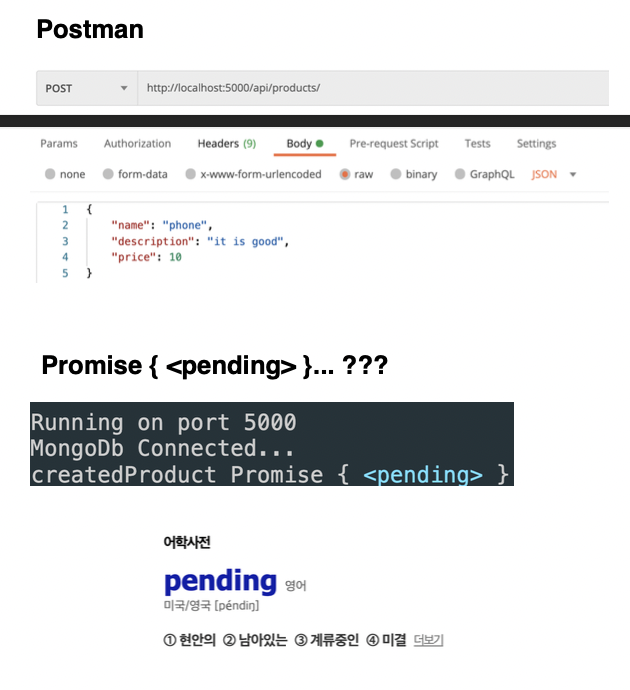 Postman
POST http://localhost:5000/api/products/
Params Authorization Headers (9) Body Pre-request Script Tests Settings
none form-data x-www-form-urlencoded raw binary GraphQL JSON
1 {
2 "name": "phone",
3 "description": "it is good",
4 "price": 10
5 }
Promise { <pending> }... ???
Running on port 5000
MongoDb Connected...
createdProduct Promise { <pending> }
어학사전
pending 영어
미국/영국 [péndiŋ]
① 현안의 ② 남아있는 ③ 계류중인 ④ 미결 더보기